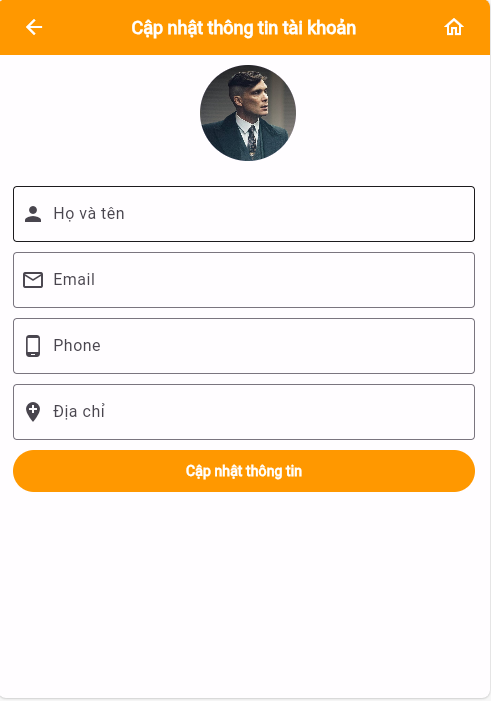 Cập nhật thông tin tài khoản
Họ và tên
Email
Phone
Địa chỉ
Cập nhật thông tin